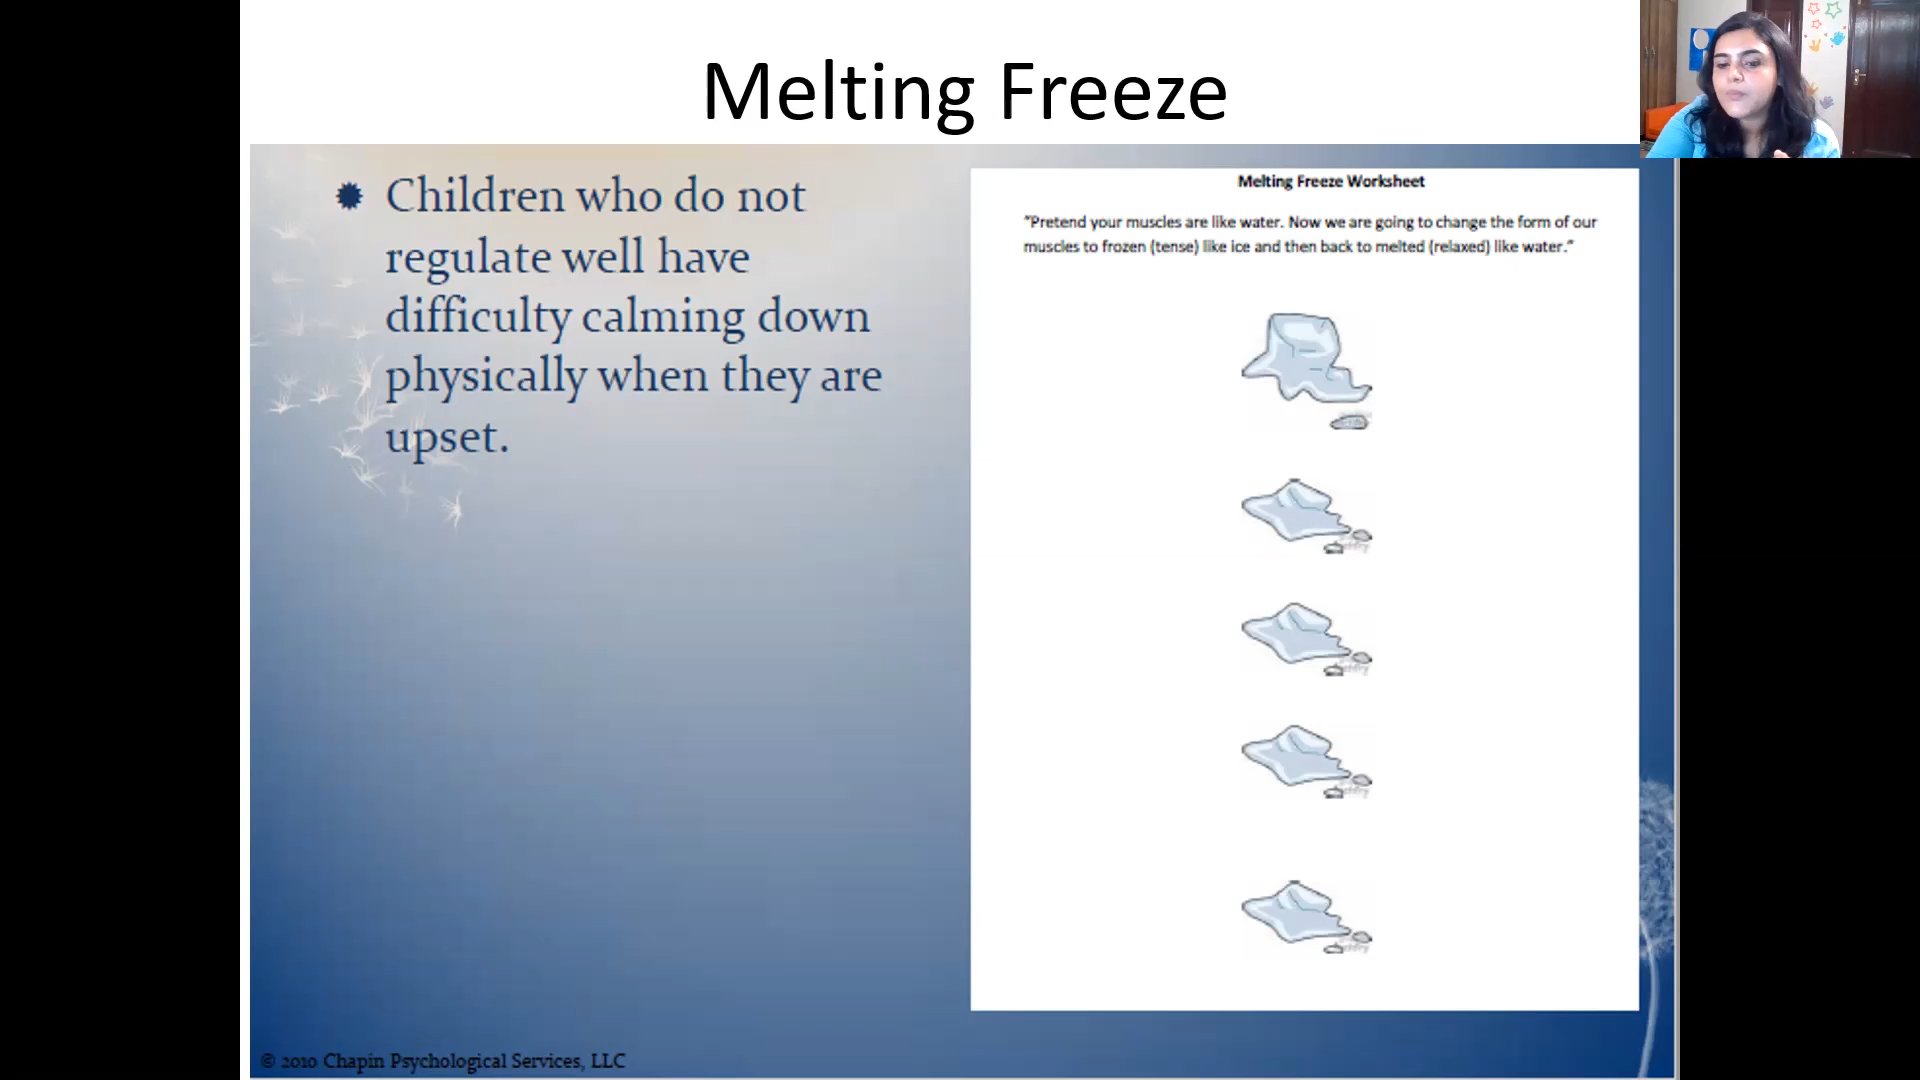 Melting Freeze
Children who do not
regulate well have
difficulty calming down
physically when they are
upset.
Melting Freeze Worksheet
"Pretend your muscles are like water. Now we are going to change the form of our
muscles to frozen (tense) like ice and then back to melted (relaxed) like water."
© 2010 Chapin Psychological Services, LLC